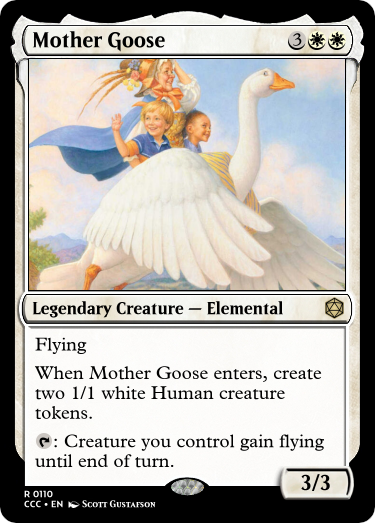 Mother Goose 3
Legendary Creature — Elemental
Flying
When Mother Goose enters, create
two 1/1 white Human creature
tokens.
: Creature you control gain flying
until end of turn.
3/3
R 0110
CCC • EN Scott Gustafson